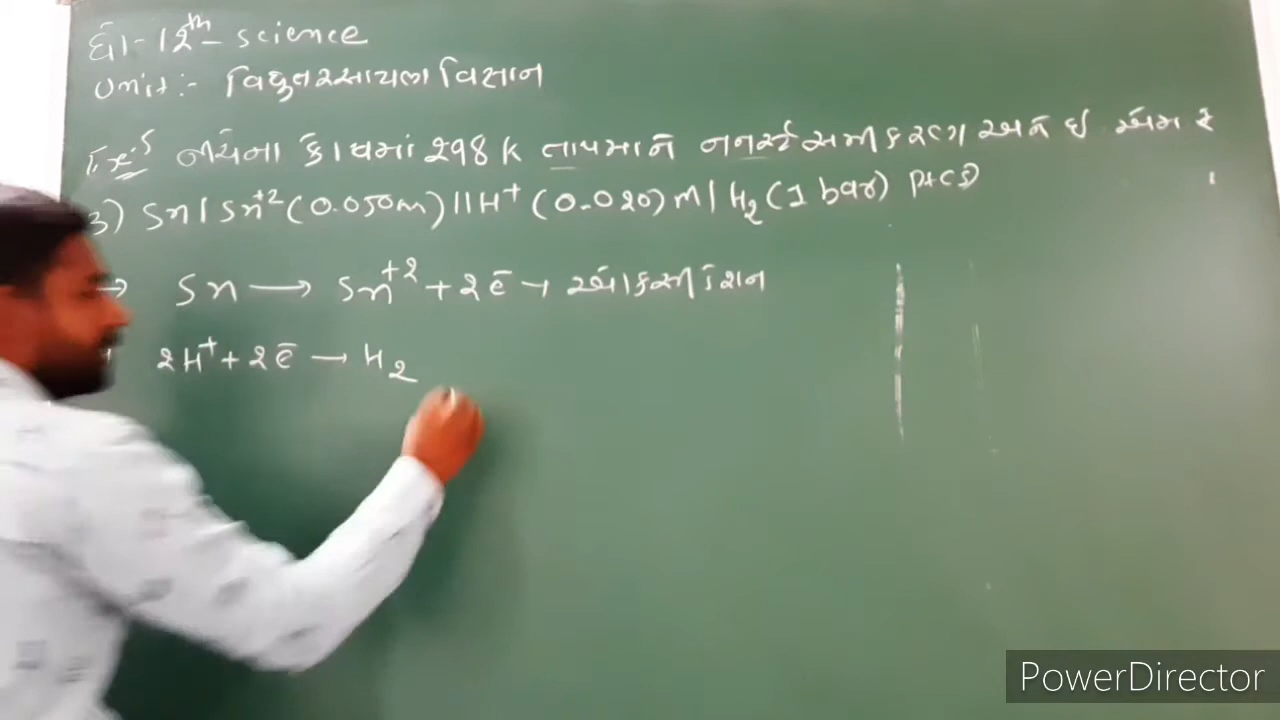 ધો-12th science
Unit:- વિદ્યુતરસાયણ વિજ્ઞાન
નીચેના કોષમાં 298 K તાપમાને નર્ન્સ્ટ સમીકરણ અને
3) Sn | Sn+2 (0.050m) || H+ (0.020) M | H2 (1 bar) pt(s)
→ Sn → Sn+2 + 2e- → ઓક્સીડેશન
2H+ + 2e- → H2
PowerDirector